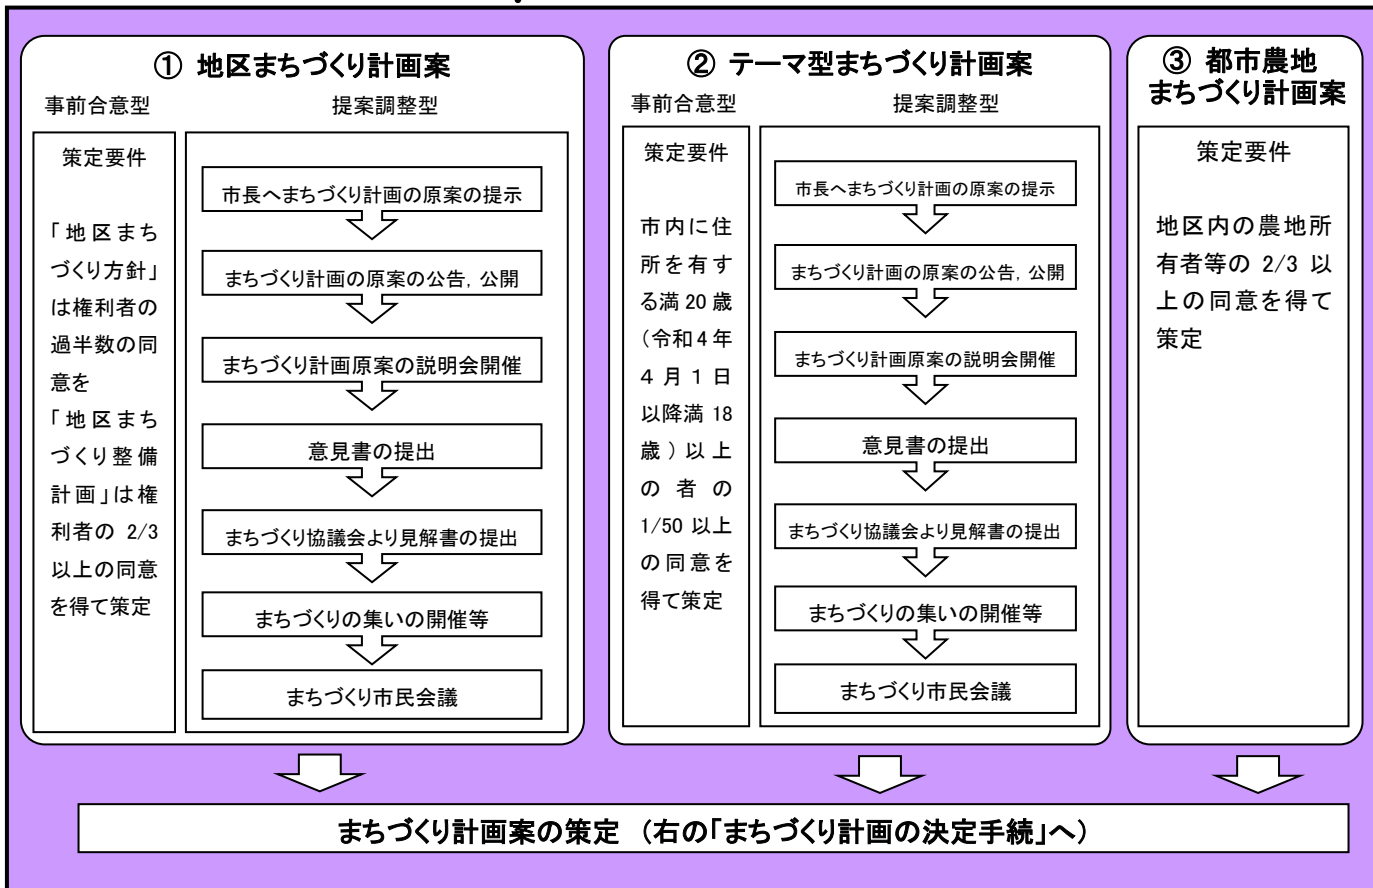 ① 地区まちづくり計画案
事前合意型
提案調整型
策定要件
「地区まち
づくり方針」
は権利者の
過半数の同
意を
「地区まち
づくり整備
計画」は権
利者の 2/3
以上の同意
を得て策定
市長へまちづくり計画の原案の提示
まちづくり計画の原案の公告，公開
まちづくり計画原案の説明会開催
意見書の提出
まちづくり協議会より見解書の提出
まちづくりの集いの開催等
まちづくり市民会議
② テーマ型まちづくり計画案
事前合意型
提案調整型
策定要件
市内に住
所を有す
る満 20 歳
（令和４年
４月１日
以降満 18
歳）以上
の者の
1/50 以上
の同意を
得て策定
市長へまちづくり計画の原案の提示
まちづくり計画の原案の公告，公開
まちづくり計画原案の説明会開催
意見書の提出
まちづくり協議会より見解書の提出
まちづくりの集いの開催等
まちづくり市民会議
③ 都市農地
まちづくり計画案
策定要件
地区内の農地所
有者等の 2/3 以
上の同意を得て
策定
まちづくり計画案の策定 （右の「まちづくり計画の決定手続」へ）